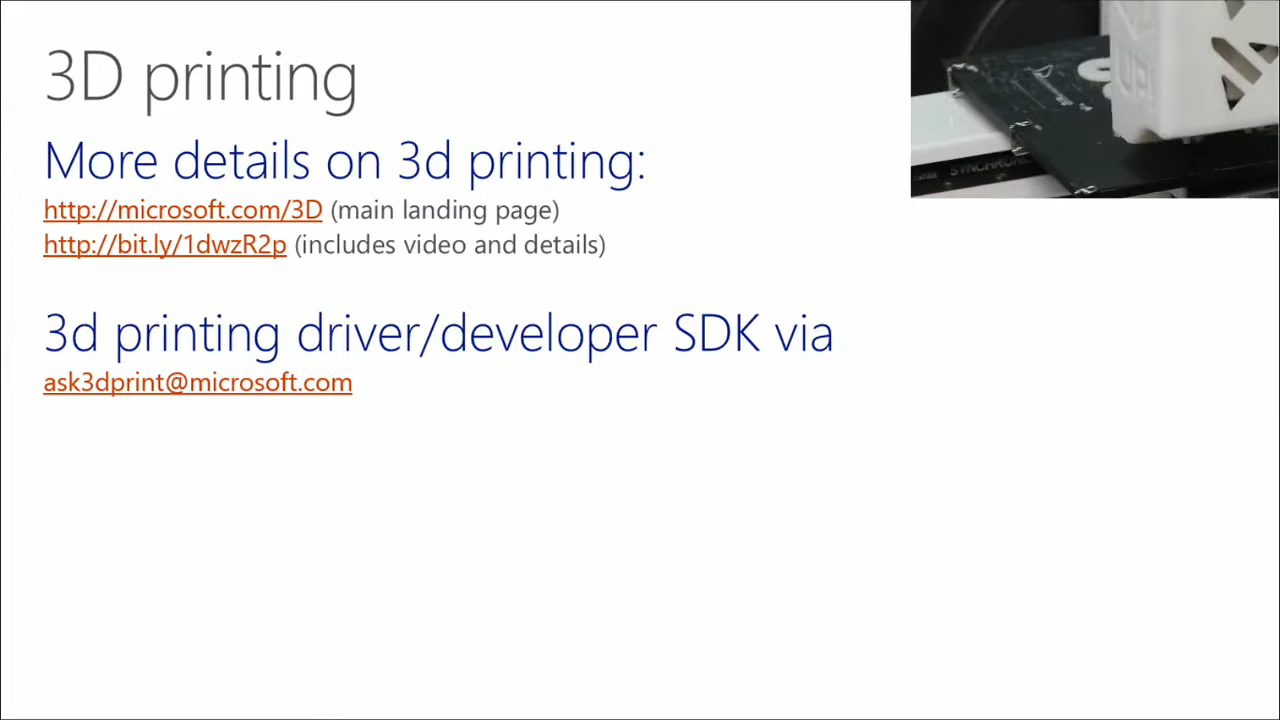 3D printing
More details on 3d printing:
http://microsoft.com/3D (main landing page)
http://bit.ly/1dwzR2p (includes video and details)
3d printing driver/developer SDK via
ask3dprint@microsoft.com
UP!